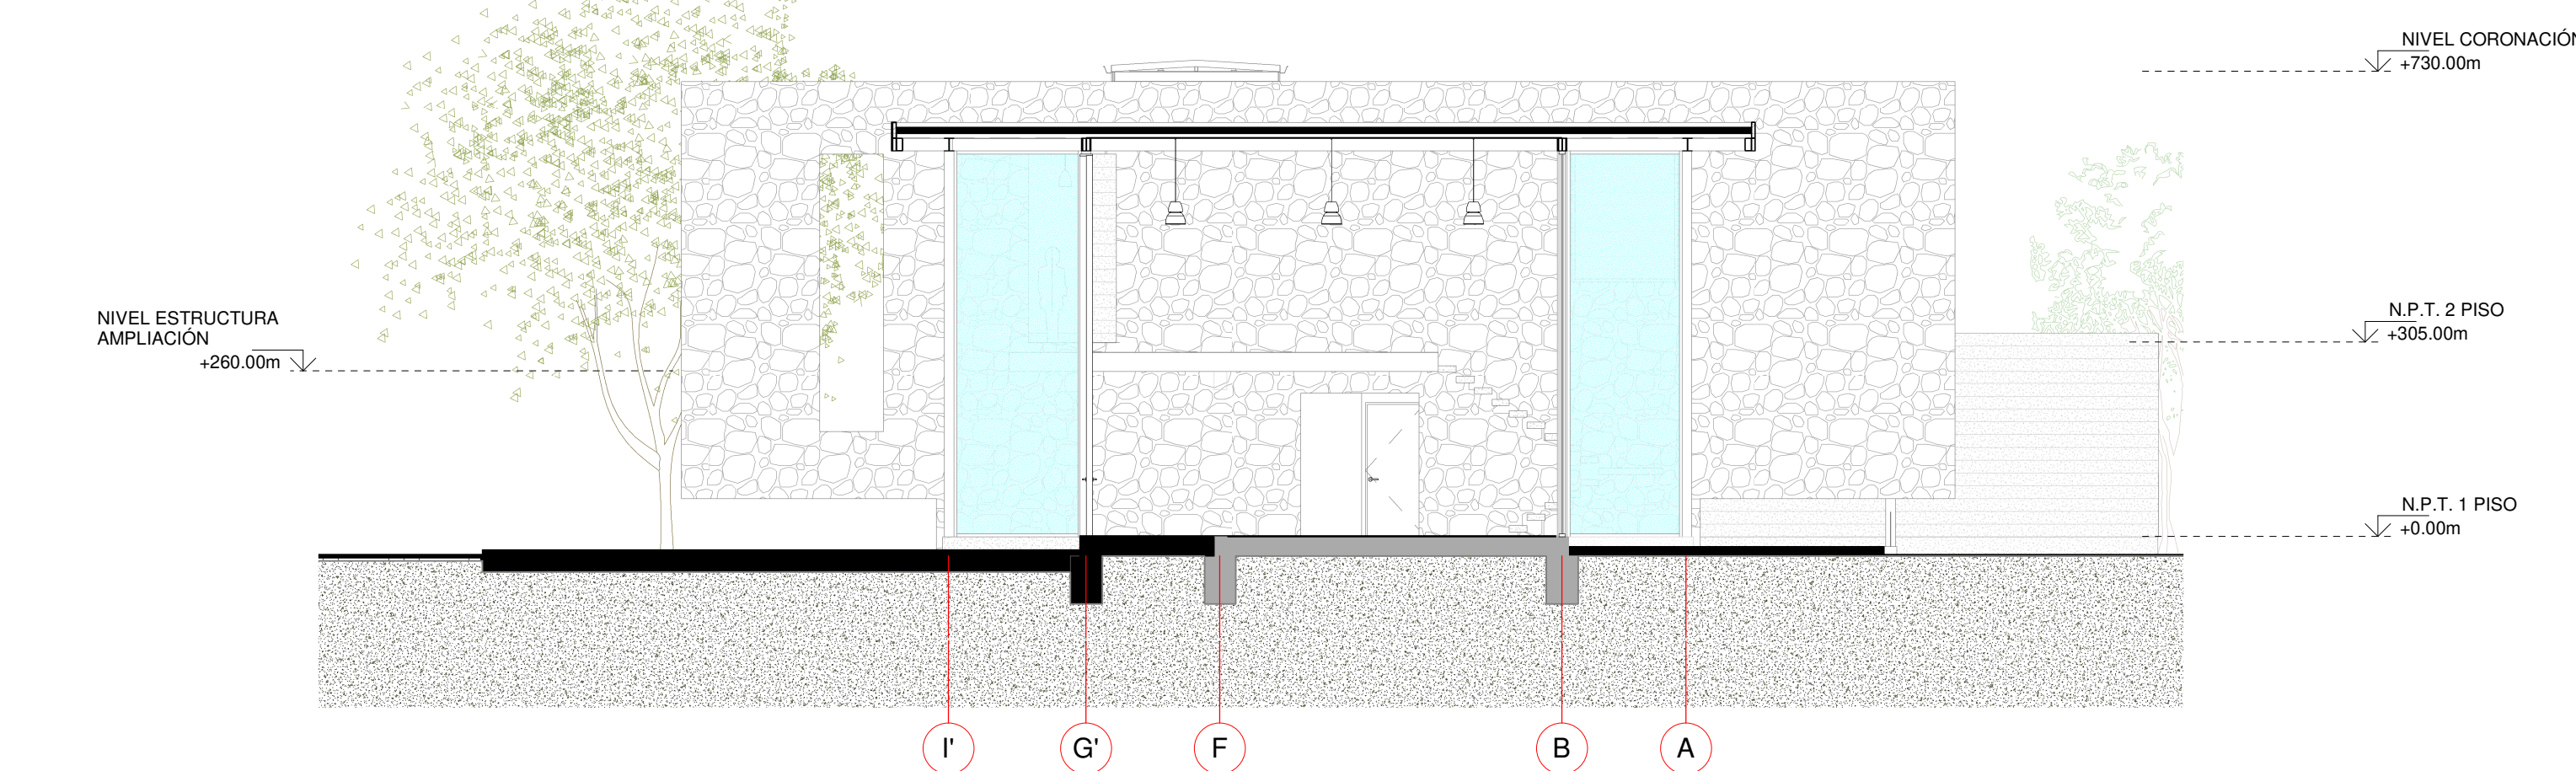 NIVEL CORONACIÓN
+730.00m
NIVEL ESTRUCTURA
AMPLIACIÓN
+260.00m
N.P.T. 2 PISO
+305.00m
N.P.T. 1 PISO
+0.00m
I' G' F B A